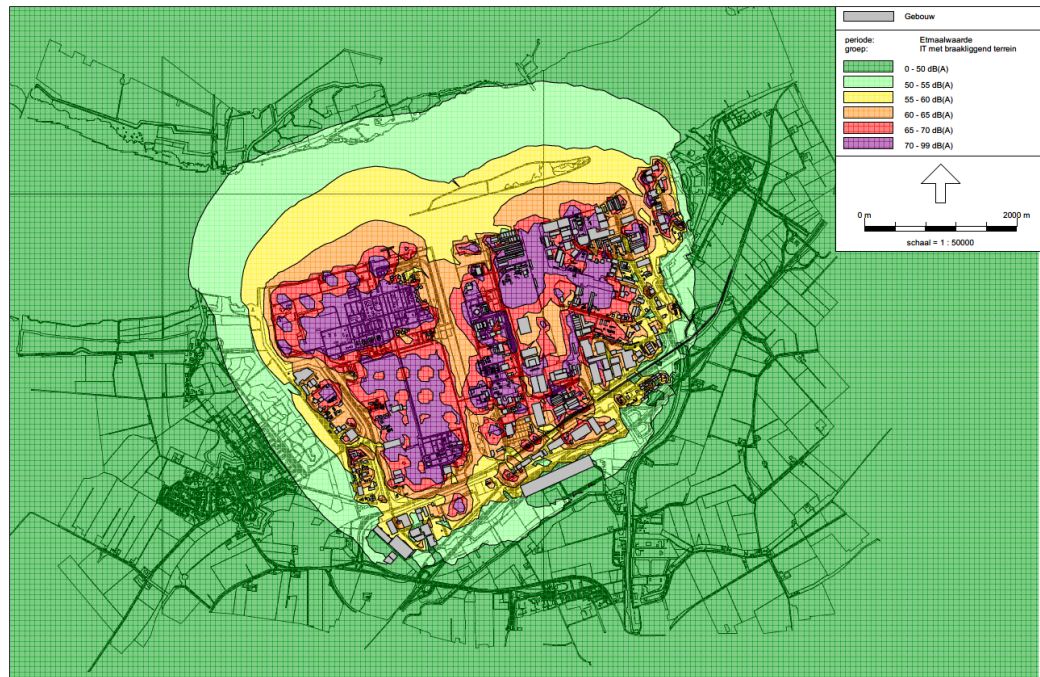 Gebouw
periode: Etmaalwaarde
groep: IT met braakliggend terrein
0 - 50 dB(A)
50 - 55 dB(A)
55 - 60 dB(A)
60 - 65 dB(A)
65 - 70 dB(A)
70 - 99 dB(A)
0 m 2000 m
schaal = 1 : 50000